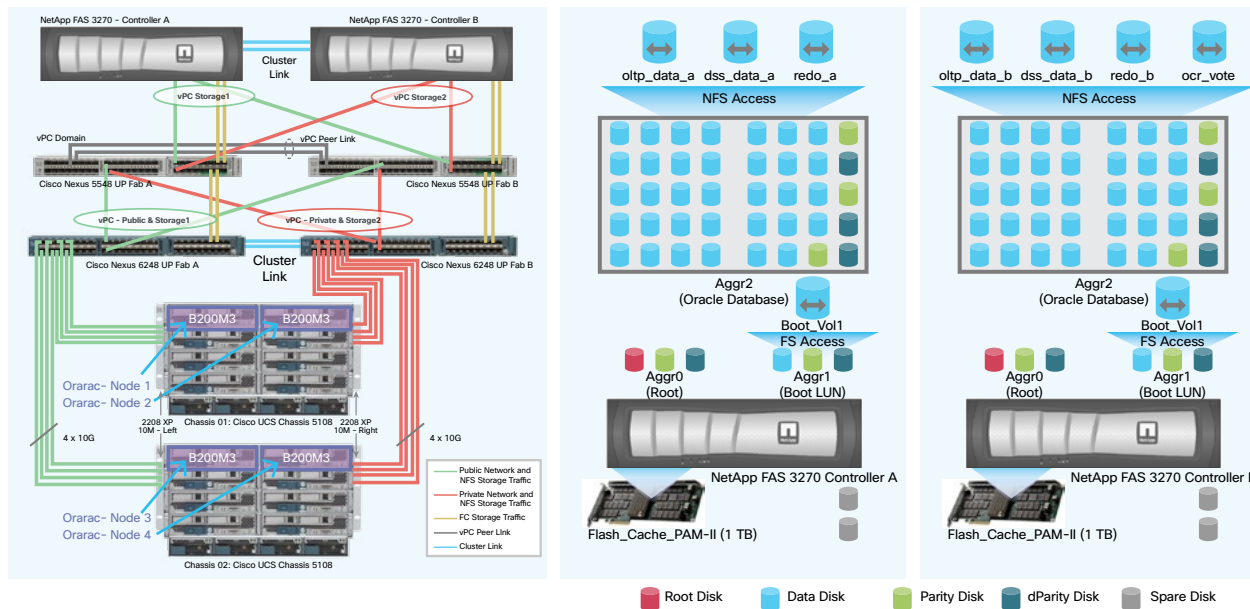 NetApp FAS 3270 - Controller A
NetApp FAS 3270 - Controller B
Cluster
Link
vPC Storage1
vPC Storage2
vPC Domain
vPC Peer Link
Cisco Nexus 5548 UP Fab A
Cisco Nexus 5548 UP Fab B
vPC - Public & Storage1
vPC - Private & Storage2
Cisco Nexus 6248 UP Fab A
Cluster
Link
Cisco Nexus 6248 UP Fab B
B200M3
B200M3
Orarac- Node 1
Orarac- Node 2
Chassis 01: Cisco UCS Chassis 5108
2208 XP
10M - Left
2208 XP
10M - Right
4 x 10G
4 x 10G
B200M3
B200M3
Orarac- Node 3
Orarac- Node 4
Chassis 02: Cisco UCS Chassis 5108
Public Network and
NFS Storage Traffic
Private Network and
NFS Storage Traffic
FC Storage Traffic
vPC Peer LInk
Cluster Link
oltp_data_a
dss_data_a
redo_a
NFS Access
Aggr2
(Oracle Database)
Boot_Vol1
FS Access
Aggr0
(Root)
Aggr1
(Boot LUN)
NetApp
NetApp FAS 3270 Controller A
Flash_Cache_PAM-II (1 TB)
oltp_data_b
dss_data_b
redo_b
ocr_vote
NFS Access
Aggr2
(Oracle Database)
Boot_Vol1
FS Access
Aggr0
(Root)
Aggr1
(Boot LUN)
NetApp
NetApp FAS 3270 Controller
Flash_Cache_PAM-II (1 TB)
Root Disk
Data Disk
Parity Disk
dParity Disk
Spare Disk